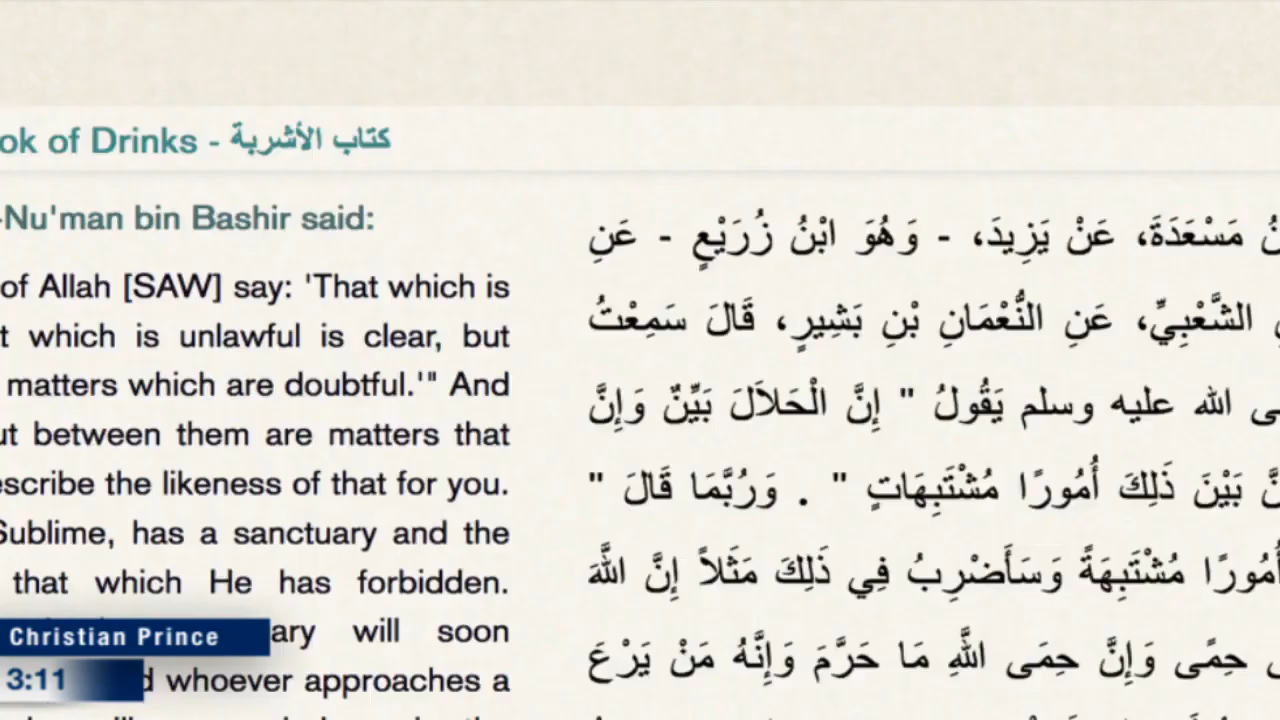 ok of Drinks - كتاب الأشربة
-Nu'man bin Bashir said:
of Allah [SAW] say: 'That which is
t which is unlawful is clear, but
matters which are doubtful.'" And
ut between them are matters that
escribe the likeness of that for you.
Sublime, has a sanctuary and the
that which He has forbidden.
ary will soon
d whoever approaches a
مَسْعَدَةَ، عَنْ يَزِيدَ، - وَهُوَ ابْنُ زُرَيْعٍ - عَنِ
الشَّعْبِيِّ، عَنِ النُّعْمَانِ بْنِ بَشِيرٍ، قَالَ سَمِعْتُ
ى الله عليه وسلم يَقُولُ " إِنَّ الْحَلاَلَ بَيِّنٌ وَإِنَّ
نَّ بَيْنَ ذَلِكَ أُمُورًا مُشْتَبِهَاتٍ " . وَرُبَّمَا قَالَ "
أُمُورًا مُشْتَبِهَةً وَسَأَضْرِبُ فِي ذَلِكَ مَثَلاً إِنَّ اللَّهَ
حِمًى وَإِنَّ حِمَى اللَّهِ مَا حَرَّمَ وَإِنَّهُ مَنْ يَرْعَ
Christian Prince
3:11